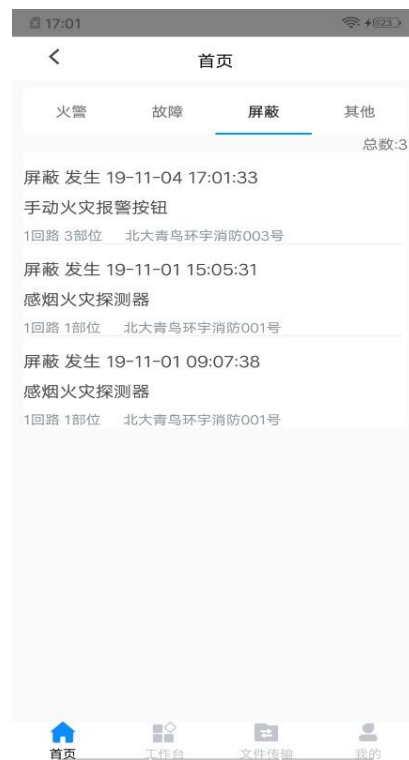 17:01
823
首页
火警 故障 屏蔽 其他
总数:3
屏蔽 发生 19-11-04 17:01:33
手动火灾报警按钮
1回路 3部位 北大青鸟环宇消防003号
屏蔽 发生 19-11-01 15:05:31
感烟火灾探测器
1回路 1部位 北大青鸟环宇消防001号
屏蔽 发生 19-11-01 09:07:38
感烟火灾探测器
1回路 1部位 北大青鸟环宇消防001号
首页 工作台 文件传输 我的